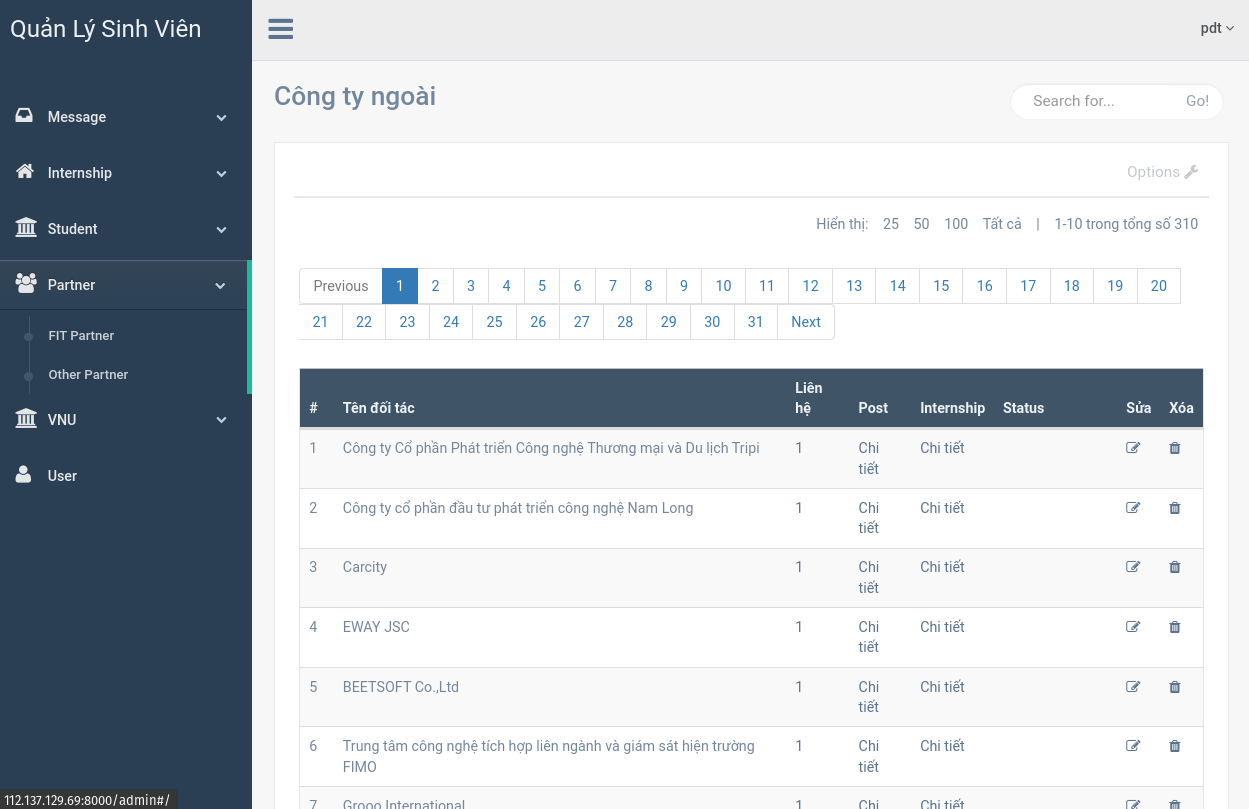 Quản Lý Sinh Viên
pdt
Message
Internship
Student
Partner
FIT Partner
Other Partner
VNU
User
Công ty ngoài
Search for... Go!
Options
Hiển thị: 25 50 100 Tất cả | 1-10 trong tổng số 310
Previous 1 2 3 4 5 6 7 8 9 10 11 12 13 14 15 16 17 18 19 20
21 22 23 24 25 26 27 28 29 30 31 Next
# Tên đối tác Liên hệ Post Internship Status Sửa Xóa
1 Công ty Cổ phần Phát triển Công nghệ Thương mại và Du lịch Tripi 1 Chi tiết Chi tiết
2 Công ty cổ phần đầu tư phát triển công nghệ Nam Long 1 Chi tiết Chi tiết
3 Carcity 1 Chi tiết Chi tiết
4 EWAY JSC 1 Chi tiết Chi tiết
5 BEETSOFT Co.,Ltd 1 Chi tiết Chi tiết
6 Trung tâm công nghệ tích hợp liên ngành và giám sát hiện trường FIMO 1 Chi tiết Chi tiết
7 Grooo International 1 Chi Chi tiết
112.137.129.69:8000/admin#/